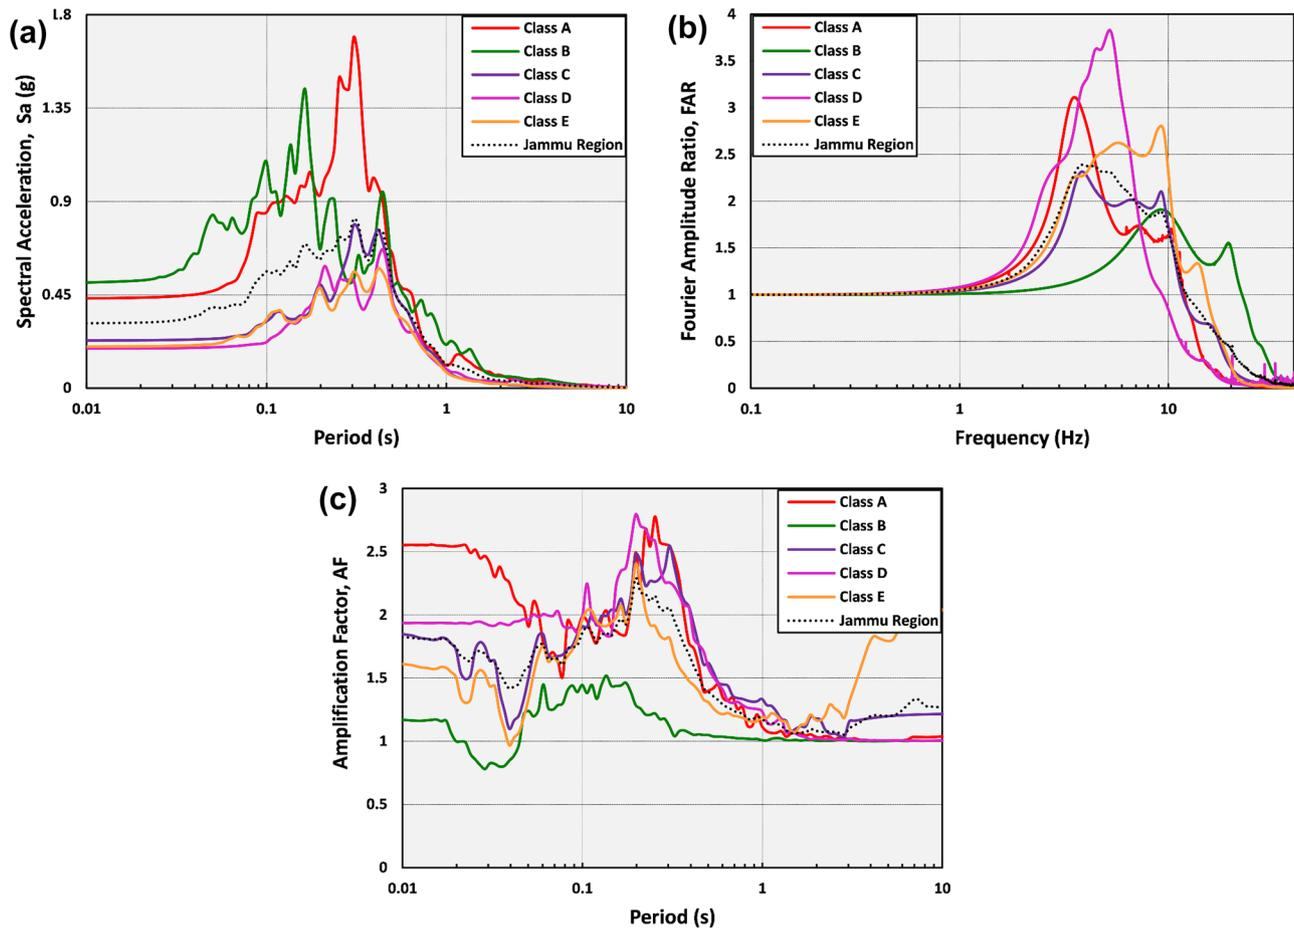 (a)
Spectral Acceleration, Sa (g)
1.8
1.35
0.9
0.45
0
0.01
0.1
1
10
Period (s)
Class A
Class B
Class C
Class D
Class E
Jammu Region
(b)
Fourier Amplitude Ratio, FAR
4
3.5
3
2.5
2
1.5
1
0.5
0
0.1
1
10
Frequency (Hz)
Class A
Class B
Class C
Class D
Class E
Jammu Region
(c)
Amplification Factor, AF
3
2.5
2
1.5
1
0.5
0
0.01
0.1
1
10
Period (s)
Class A
Class B
Class C
Class D
Class E
Jammu Region